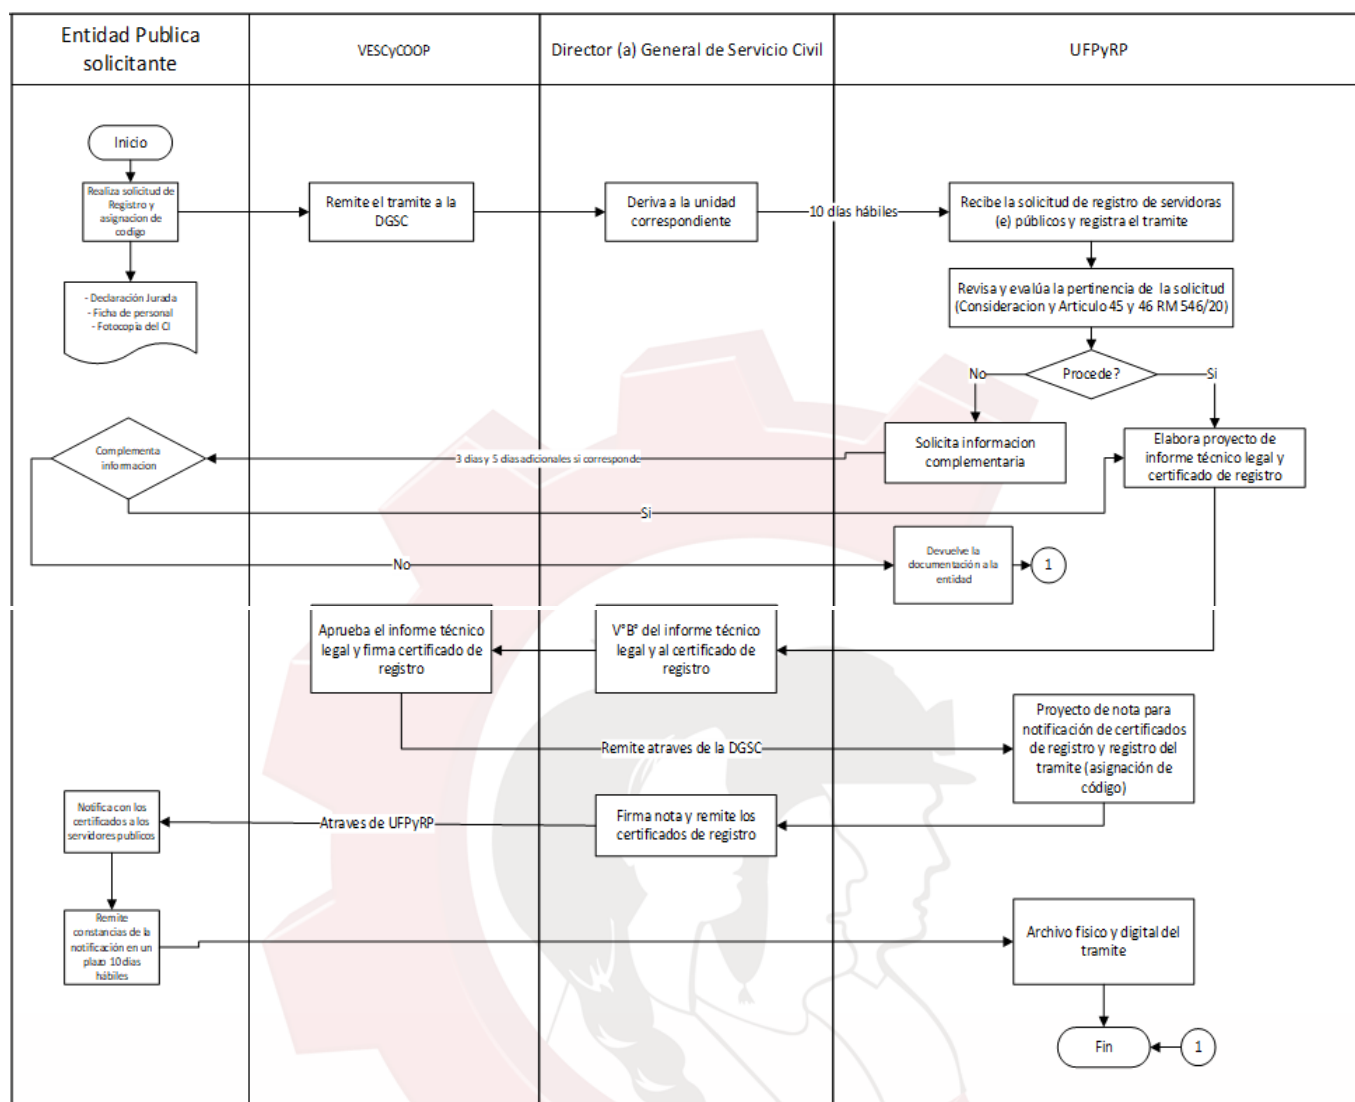 Entidad Publica
solicitante
VESCyCOOP
Director (a) General de Servicio Civil
UFPyRP
Inicio
Realiza solicitud de
Registro y
asignacion de
codigo
Remite el tramite a la
DGSC
Deriva a la unidad
correspondiente
10 días hábiles
Recibe la solicitud de registro de servidoras
(e) públicos y registra el tramite
- Declaración Jurada
- Ficha de personal
- Fotocopia del CI
Revisa y evalúa la pertinencia de la solicitud
(Consideracion y Articulo 45 y 46 RM 546/20)
Procede?
No
Si
Complementa
informacion
3 dias y 5 dias adicionales si corresponde
Solicita informacion
complementaria
Elabora proyecto de
informe técnico legal y
certificado de registro
Si
No
Devuelve la
documentación a la
entidad
1
Aprueba el informe técnico
legal y firma certificado de
registro
V°B° del informe técnico
legal y al certificado de
registro
Remite atraves de la DGSC
Proyecto de nota para
notificación de certificados
de registro y registro del
tramite (asignación de
código)
Notifica con los
certificados a los
servidores publicos
Atraves de UFPyRP
Firma nota y remite los
certificados de registro
Remite
constancias de la
notificación en un
plazo 10 dias
hábiles
Archivo fisico y digital del
tramite
Fin
1